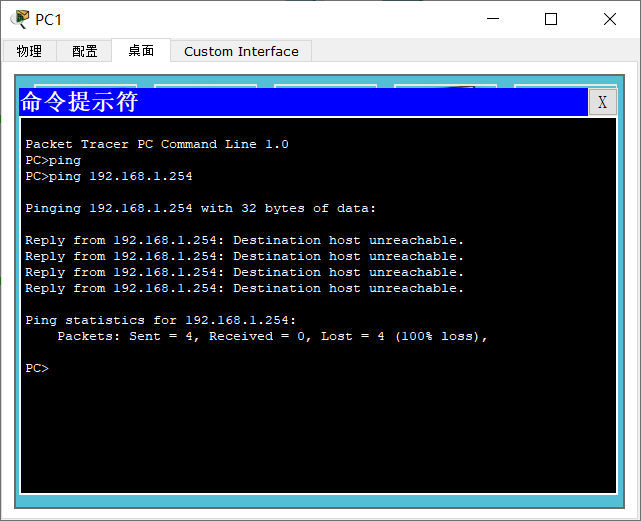 PC1
物理 配置 桌面 Custom Interface
命令提示符 X
Packet Tracer PC Command Line 1.0
PC>ping
PC>ping 192.168.1.254
Pinging 192.168.1.254 with 32 bytes of data:
Reply from 192.168.1.254: Destination host unreachable.
Reply from 192.168.1.254: Destination host unreachable.
Reply from 192.168.1.254: Destination host unreachable.
Reply from 192.168.1.254: Destination host unreachable.
Ping statistics for 192.168.1.254:
Packets: Sent = 4, Received = 0, Lost = 4 (100% loss),
PC>